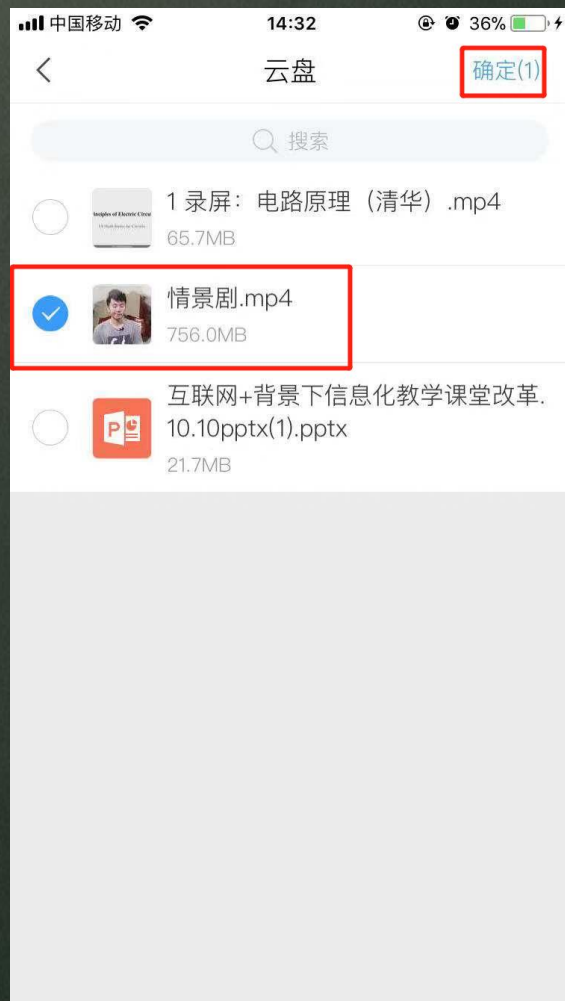 中国移动 14:32 36%
云盘 确定(1)
搜索
1 录屏：电路原理（清华）.mp4
65.7MB
情景剧.mp4
756.0MB
互联网+背景下信息化教学课堂改革.
10.10pptx(1).pptx
21.7MB